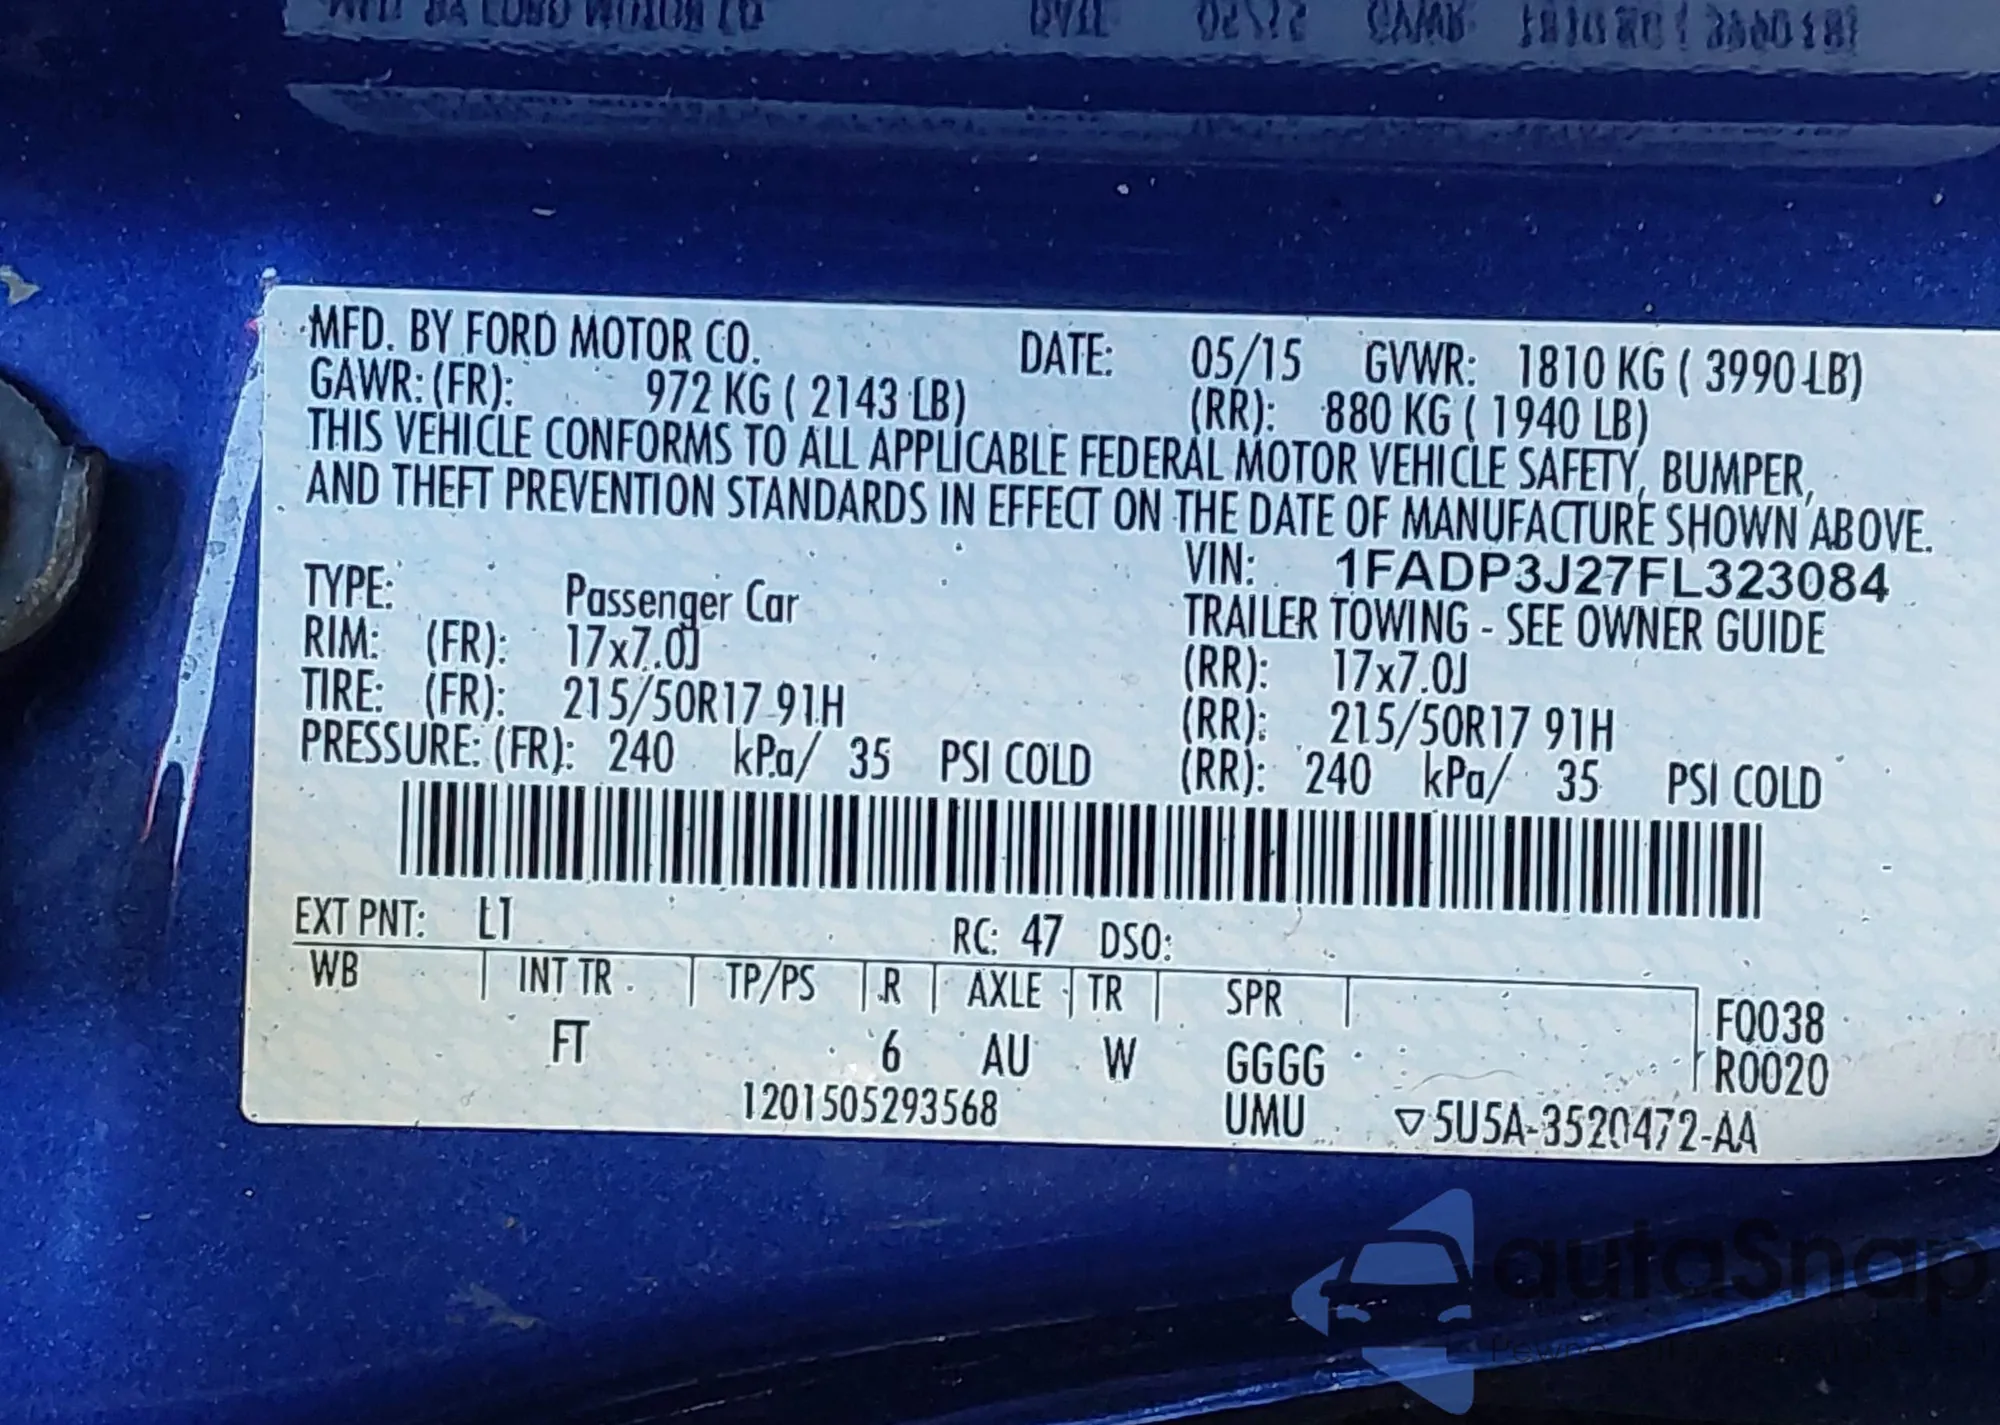 MFD. BY FORD MOTOR CO. DATE: 05/15 GVWR: 1810 KG ( 3990 LB)
GAWR: (FR): 972 KG ( 2143 LB) (RR): 880 KG ( 1940 LB)
THIS VEHICLE CONFORMS TO ALL APPLICABLE FEDERAL MOTOR VEHICLE SAFETY, BUMPER,
AND THEFT PREVENTION STANDARDS IN EFFECT ON THE DATE OF MANUFACTURE SHOWN ABOVE.
VIN: 1FADP3J27FL323084
TYPE: Passenger Car TRAILER TOWING - SEE OWNER GUIDE
RIM: (FR): 17x7.0J (RR): 17x7.0J
TIRE: (FR): 215/50R17 91H (RR): 215/50R17 91H
PRESSURE: (FR): 240 kPa/ 35 PSI COLD (RR): 240 kPa/ 35 PSI COLD
EXT PNT: L1 RC: 47 DSO:
WB INT TR TP/PS R AXLE TR SPR F0038
FT 6 AU W GGGG R0020
1201505293568 UMU ▽5U5A-3520472-AA
autoSnap